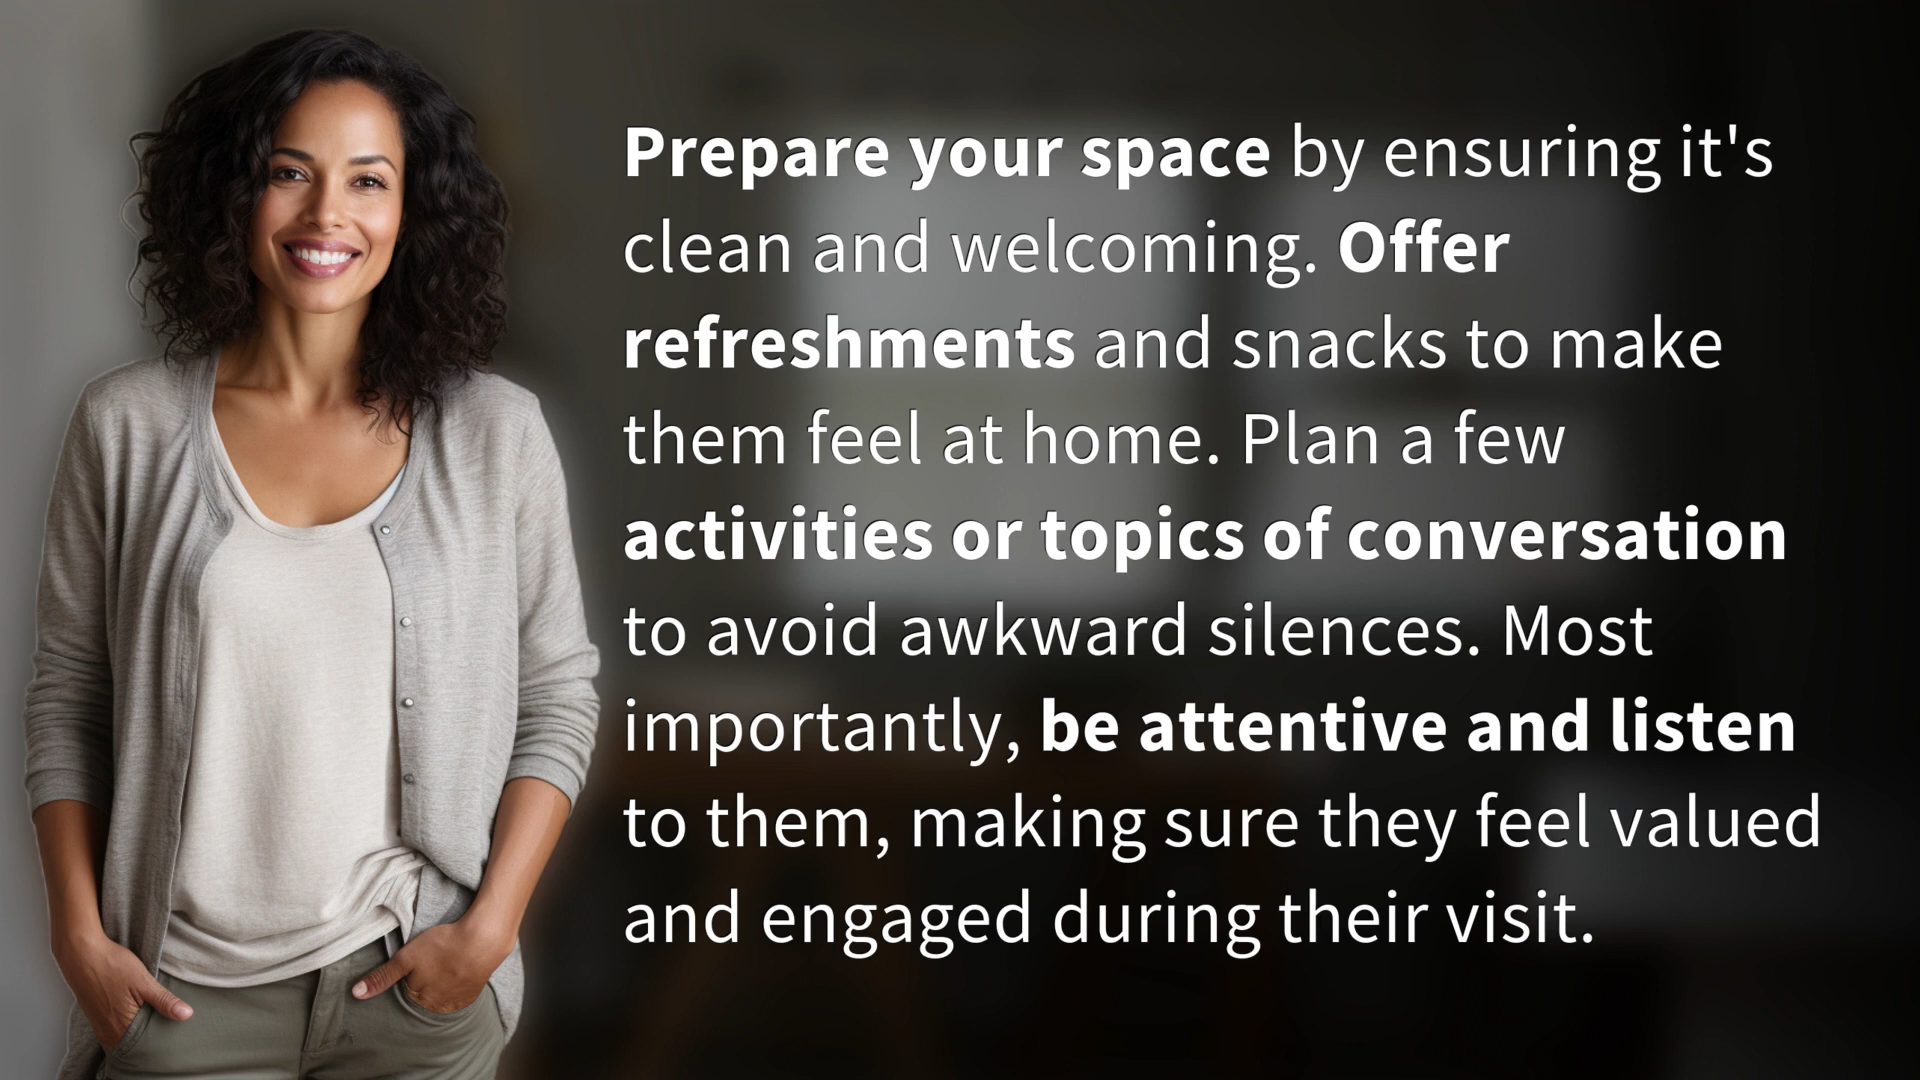 Prepare your space by ensuring it's
clean and welcoming. Offer
refreshments and snacks to make
them feel at home. Plan a few
activities or topics of conversation
to avoid awkward silences. Most
importantly, be attentive and listen
to them, making sure they feel valued
and engaged during their visit.